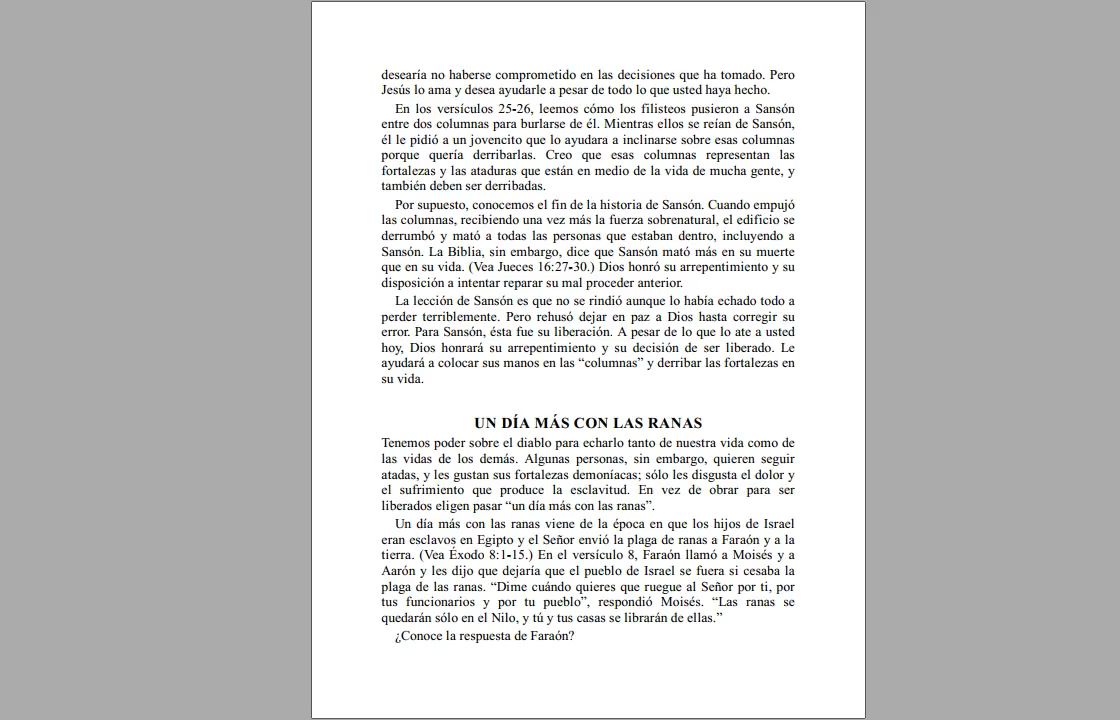 desearía no haberse comprometido en las decisiones que ha tomado. Pero
Jesús lo ama y desea ayudarle a pesar de todo lo que usted haya hecho.
En los versículos 25-26, leemos cómo los filisteos pusieron a Sansón
entre dos columnas para burlarse de él. Mientras ellos se reían de Sansón,
él le pidió a un jovencito que lo ayudara a inclinarse sobre esas columnas
porque quería derribarlas. Creo que esas columnas representan las
fortalezas y las ataduras que están en medio de la vida de mucha gente, y
también deben ser derribadas.
Por supuesto, conocemos el fin de la historia de Sansón. Cuando empujó
las columnas, recibiendo una vez más la fuerza sobrenatural, el edificio se
derrumbó y mató a todas las personas que estaban dentro, incluyendo a
Sansón. La Biblia, sin embargo, dice que Sansón mató más en su muerte
que en su vida. (Vea Jueces 16:27-30.) Dios honró su arrepentimiento y su
disposición a intentar reparar su mal proceder anterior.
La lección de Sansón es que no se rindió aunque lo había echado todo a
perder terriblemente. Pero rehusó dejar en paz a Dios hasta corregir su
error. Para Sansón, ésta fue su liberación. A pesar de lo que lo ate a usted
hoy, Dios honrará su arrepentimiento y su decisión de ser liberado. Le
ayudará a colocar sus manos en las “columnas” y derribar las fortalezas en
su vida.
UN DÍA MÁS CON LAS RANAS
Tenemos poder sobre el diablo para echarlo tanto de nuestra vida como de
las vidas de los demás. Algunas personas, sin embargo, quieren seguir
atadas, y les gustan sus fortalezas demoníacas; sólo les disgusta el dolor y
el sufrimiento que produce la esclavitud. En vez de obrar para ser
liberados eligen pasar “un día más con las ranas”.
Un día más con las ranas viene de la época en que los hijos de Israel
eran esclavos en Egipto y el Señor envió la plaga de ranas a Faraón y a la
tierra. (Vea Éxodo 8:1-15.) En el versículo 8, Faraón llamó a Moisés y a
Aarón y les dijo que dejaría que el pueblo de Israel se fuera si cesaba la
plaga de las ranas. “Dime cuándo quieres que ruegue al Señor por ti, por
tus funcionarios y por tu pueblo”, respondió Moisés. “Las ranas se
quedarán sólo en el Nilo, y tú y tus casas se librarán de ellas.”
¿Conoce la respuesta de Faraón?